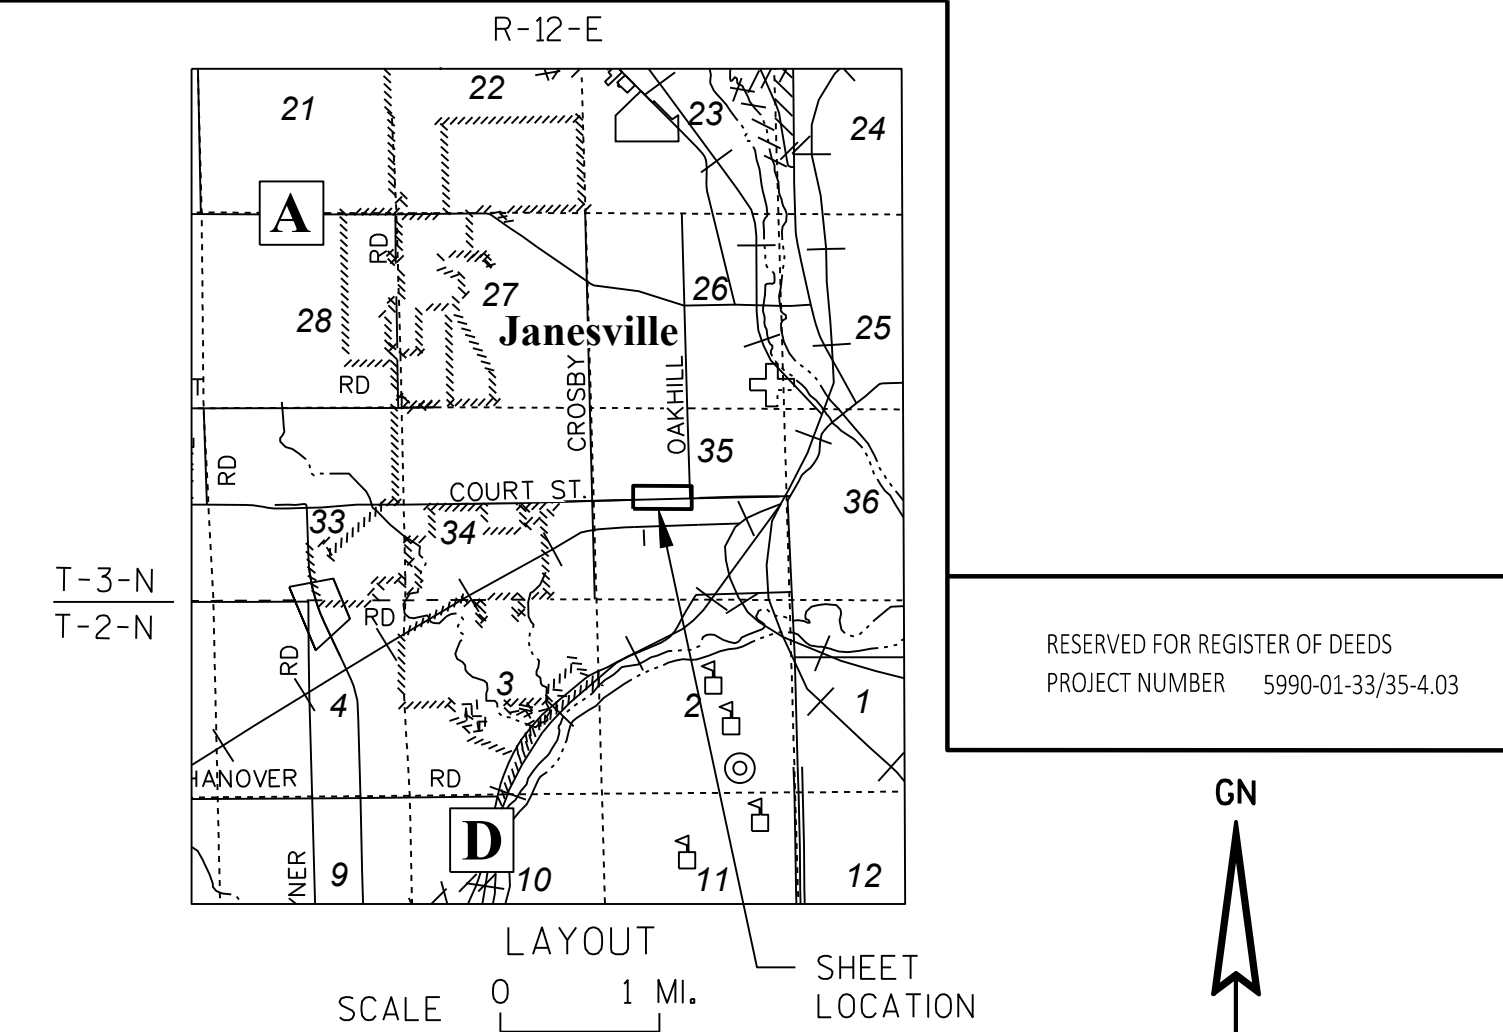 R-12-E
21
22
23
24
A
RD
26
27
28
25
Janesville
RD
CROSBY
OAKHILL
35
RD
COURT ST.
33
34
36
T-3-N
T-2-N
RD
RD
3
4
2
1
HANOVER RD
D
NER
9
10
11
12
LAYOUT
SHEET
LOCATION
SCALE 0 1 MI.
RESERVED FOR REGISTER OF DEEDS
PROJECT NUMBER 5990-01-33/35-4.03
GN